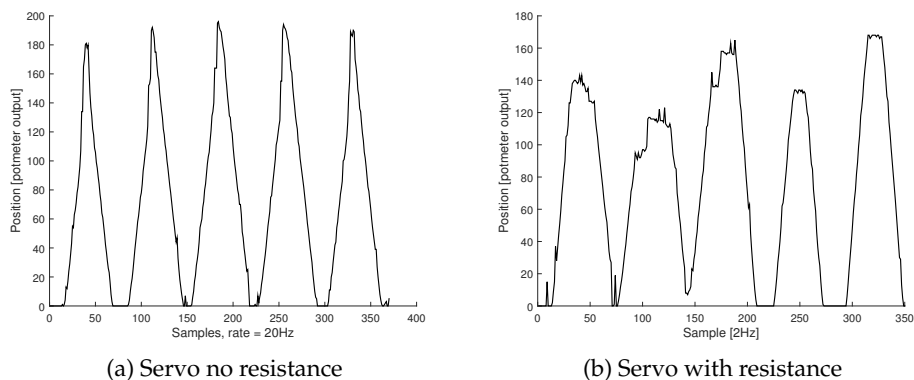 200
180
160
140
120
100
80
60
40
20
0
Position [potmeter output]
0 50 100 150 200 250 300 350 400
Samples, rate = 20Hz
(a) Servo no resistance
180
160
140
120
100
80
60
40
20
0
Position [potmeter output]
0 50 100 150 200 250 300 350
Sample [2Hz]
(b) Servo with resistance